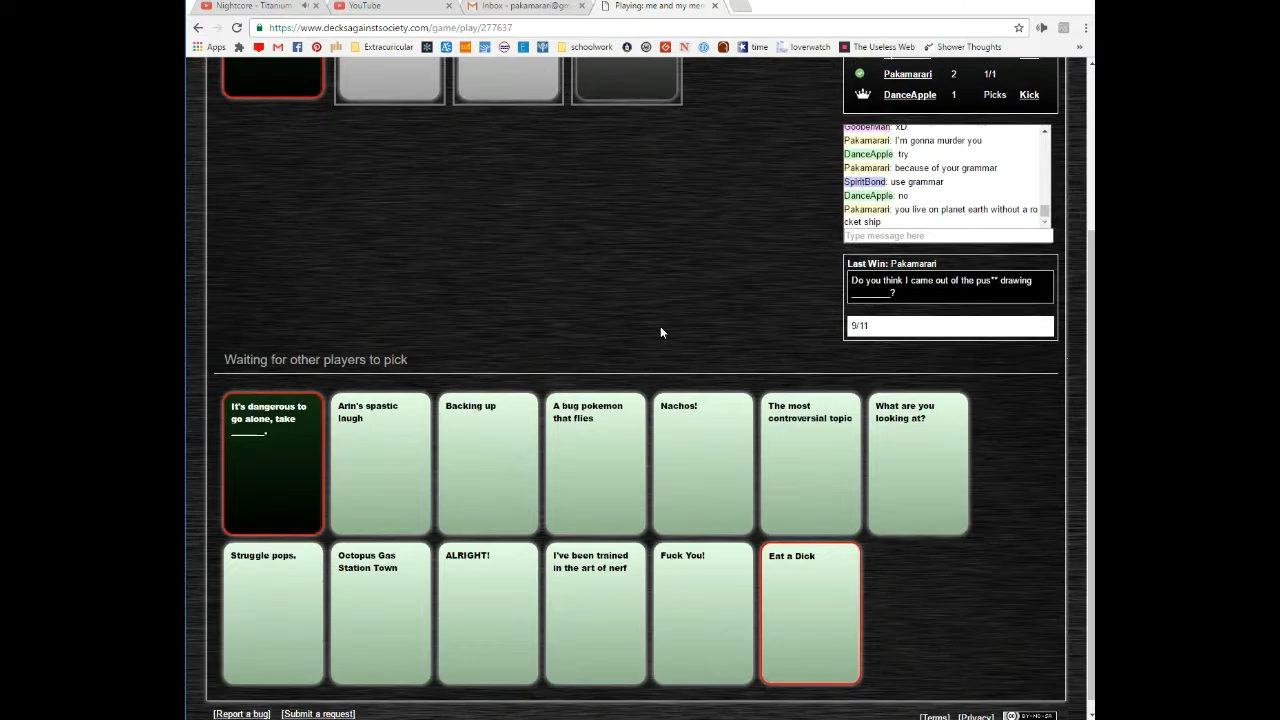 Nightcore - Titanium
YouTube
Inbox - pakamarari@gm
Playing: me and my me
https://www.decksagainstsociety.com/game/play/277637
Apps
Extracurricular
schoolwork
time
loverwatch
The Useless Web
Shower Thoughts
»
Pakamarari 2 1/1
DanceApple 1 Picks Kick
GooberMan: xD
Pakamarari: I'm gonna murder you
DanceApple: try
Pakamarari: because of your grammar
SpiritBond: use grammar
DanceApple: no
Pakamarari: you live on planet earth without a ro
cket ship
Type message here
Last Win: Pakamarari
Do you think I came out of the pus** drawing
________?
9/11
Waiting for other players to pick
It's dangerous to
go alone, take
______.
Arin's spastic
laugh
Backing up
A bug pokemon
that flies
Nachos!
The most
controversial topic
What are you
looking at?
Struggle pops,
Octopus Gas
Station Town
ALRIGHT!
I've been trained
in the art of nerf
Fuck You!
Eat a Dick
[Report a bug] [Submit a request]
[Terms] [Privacy]
BY-NC-SA